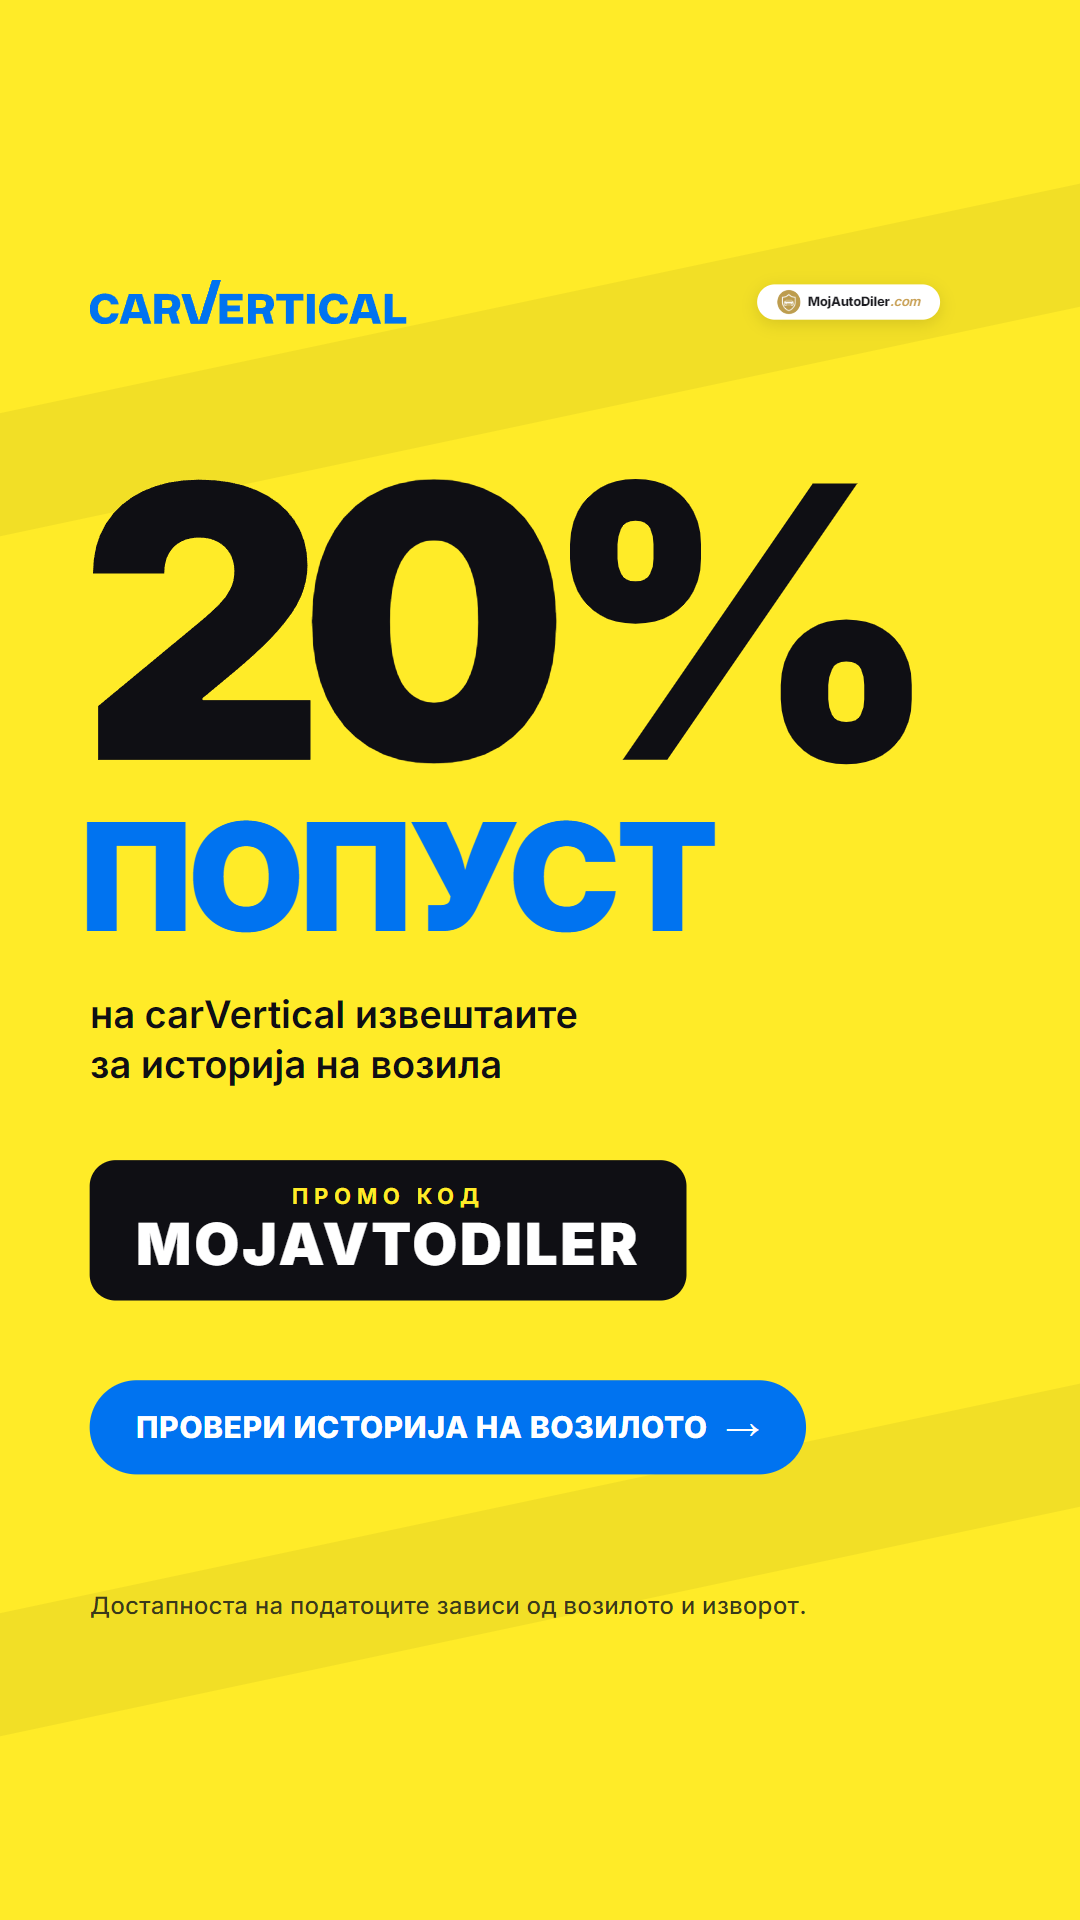 CARVERTICAL
MojAutoDiler.com
20%
ПОПУСТ
на carVertical извештаите
за историја на возила
ПРОМО КОД
MOJAVTODILER
ПРОВЕРИ ИСТОРИЈА НА ВОЗИЛОТО →
Достапноста на податоците зависи од возилото и изворот.